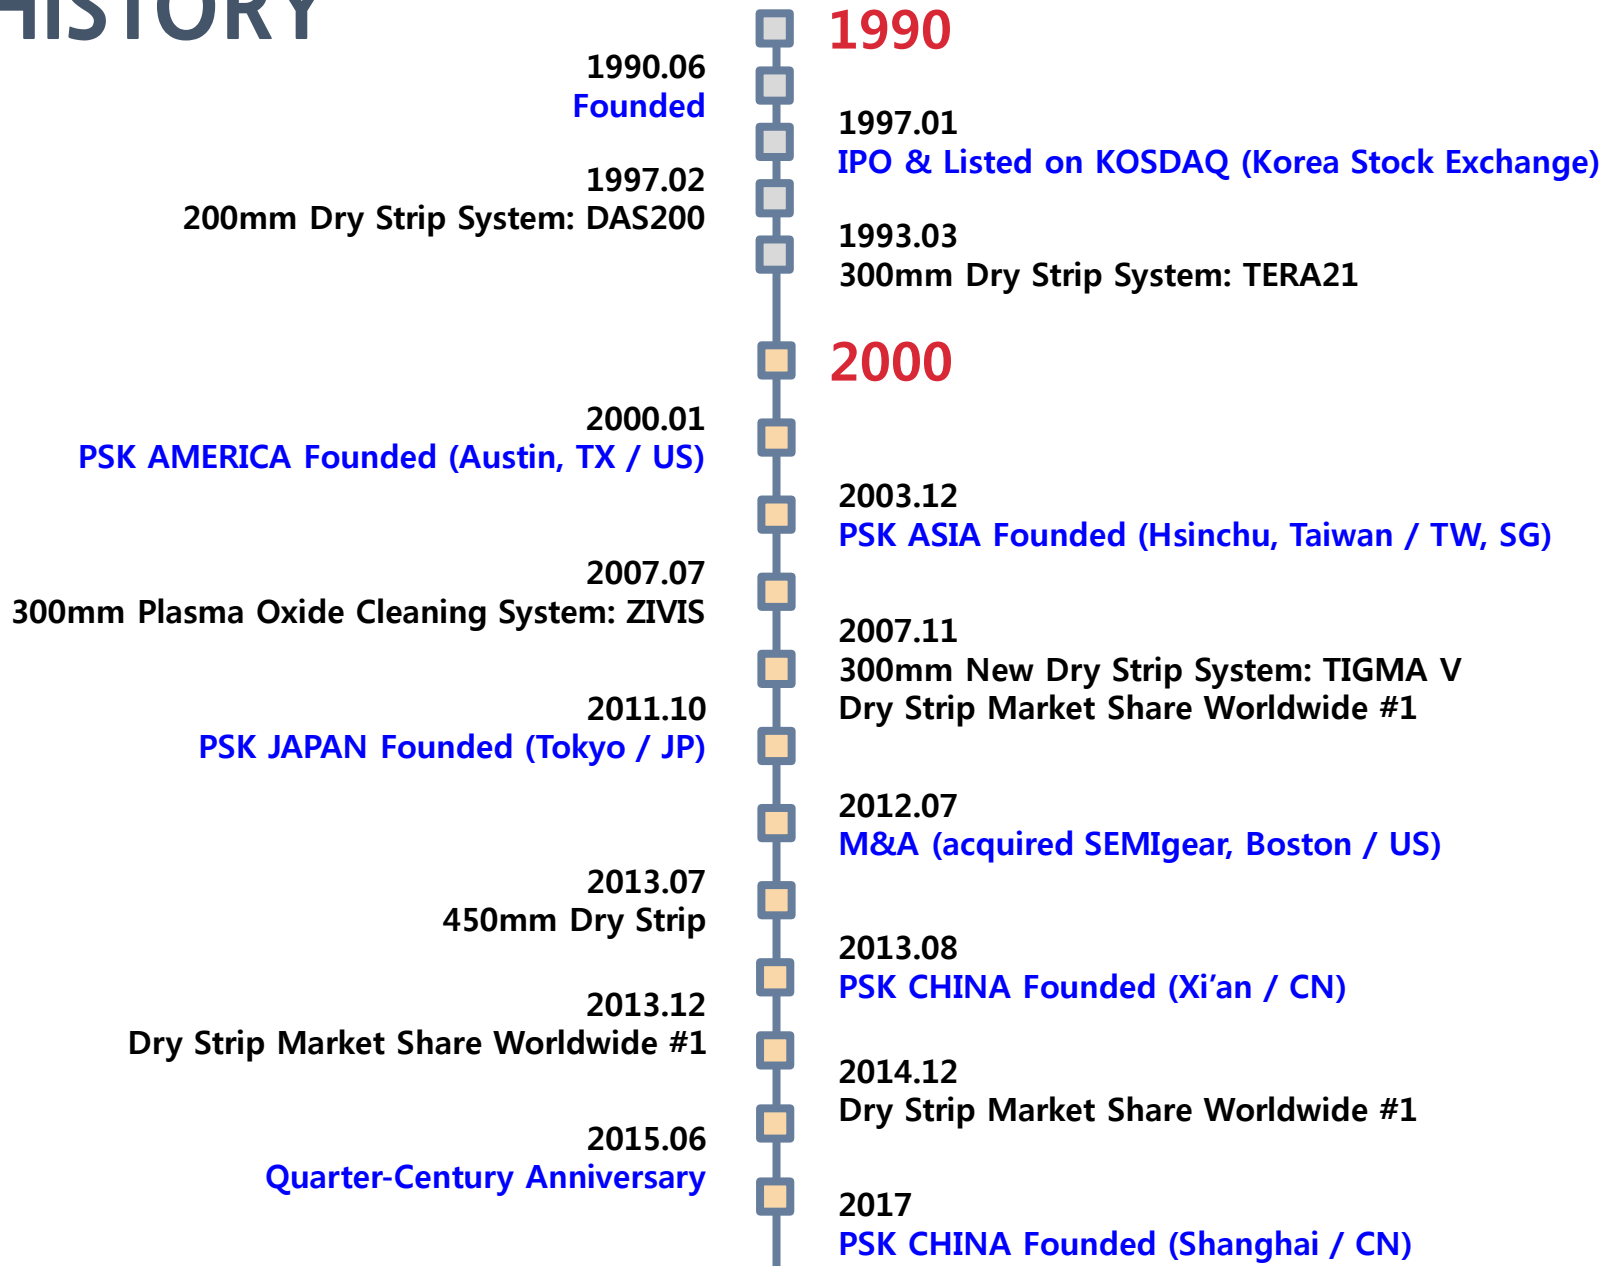 HISTORY
1990
1990.06
Founded
1997.01
IPO & Listed on KOSDAQ (Korea Stock Exchange)
1997.02
200mm Dry Strip System: DAS200
1993.03
300mm Dry Strip System: TERA21
2000
2000.01
PSK AMERICA Founded (Austin, TX / US)
2003.12
PSK ASIA Founded (Hsinchu, Taiwan / TW, SG)
2007.07
300mm Plasma Oxide Cleaning System: ZIVIS
2007.11
300mm New Dry Strip System: TIGMA V
Dry Strip Market Share Worldwide #1
2011.10
PSK JAPAN Founded (Tokyo / JP)
2012.07
M&A (acquired SEMIgear, Boston / US)
2013.07
450mm Dry Strip
2013.08
PSK CHINA Founded (Xi’an / CN)
2013.12
Dry Strip Market Share Worldwide #1
2014.12
Dry Strip Market Share Worldwide #1
2015.06
Quarter-Century Anniversary
2017
PSK CHINA Founded (Shanghai / CN)